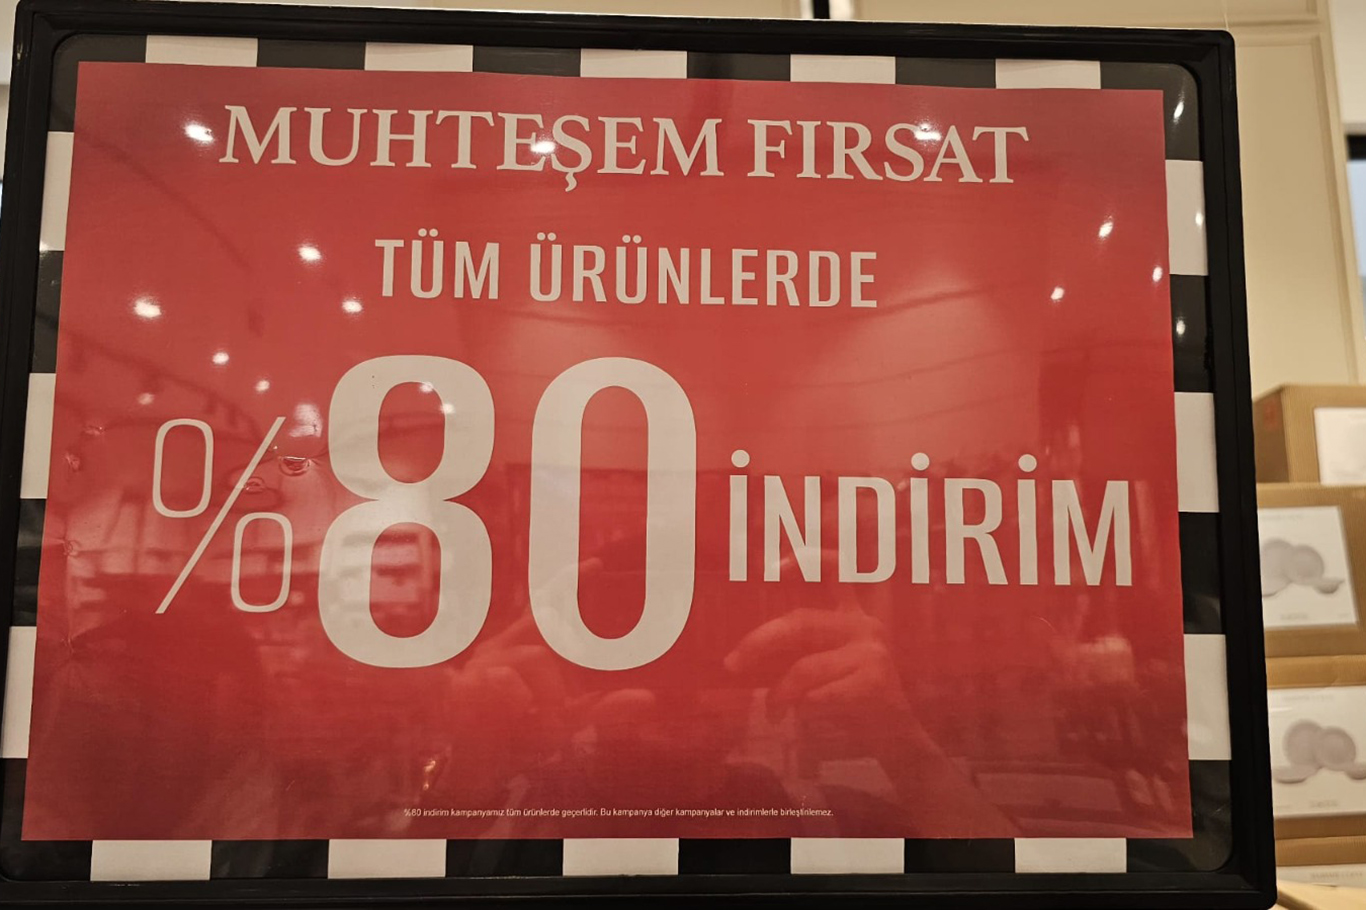 MUHTEŞEM FIRSAT
TÜM ÜRÜNLERDE
%80 İNDİRİM
%80 indirim kampanyamız tüm ürünlerde geçerlidir. Bu kampanya diğer kampanyalar ve indirimlerle birleştirilemez.